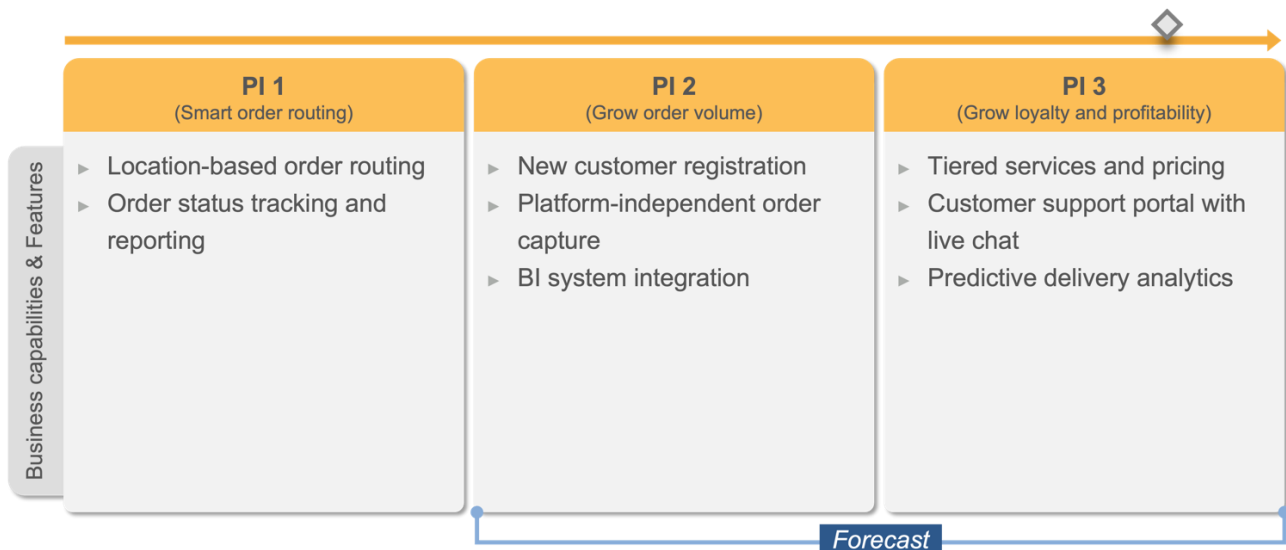 PI 1
(Smart order routing)
PI 2
(Grow order volume)
PI 3
(Grow loyalty and profitability)
Business capabilities & Features
Location-based order routing
Order status tracking and
reporting
New customer registration
Platform-independent order
capture
BI system integration
Tiered services and pricing
Customer support portal with
live chat
Predictive delivery analytics
Forecast